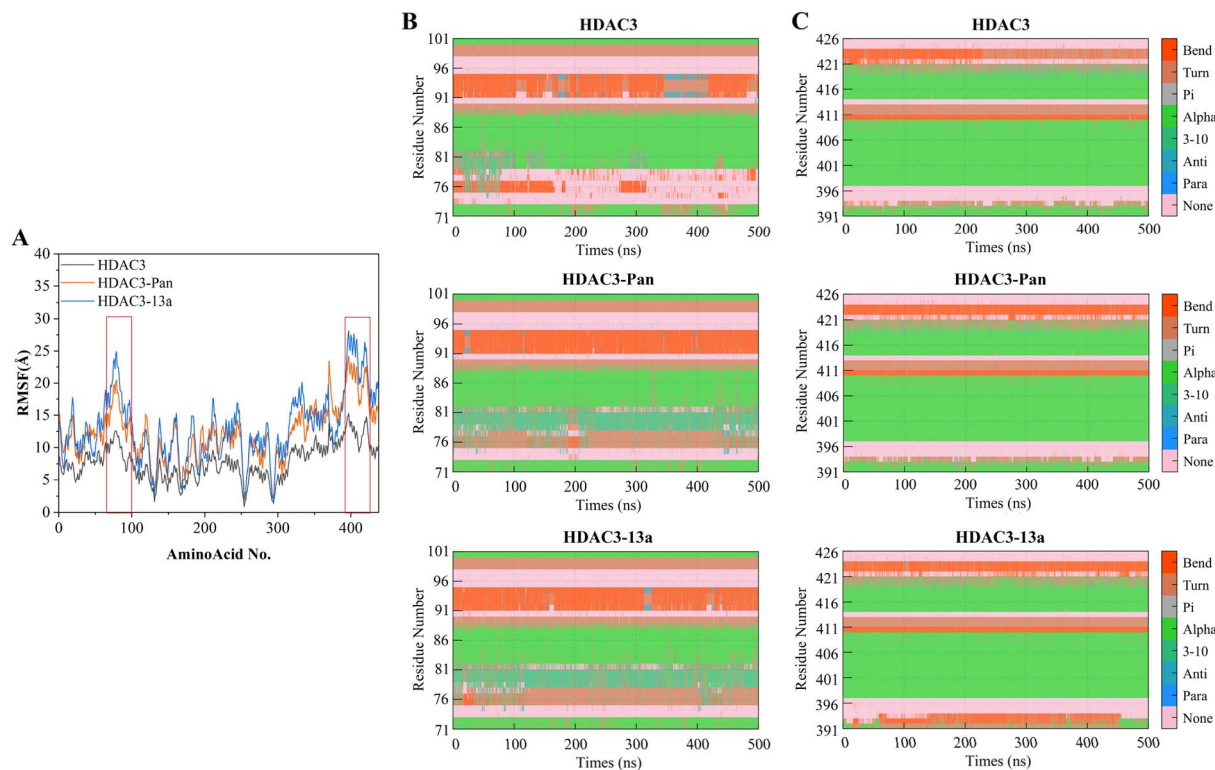 A
RMSF(Å)
40
35
30
25
20
15
10
5
0
HDAC3
HDAC3-Pan
HDAC3-13a
0
100
200
300
400
AminoAcid No.
B
HDAC3
Residue Number
101
96
91
86
81
76
71
0
100
200
300
400
500
Times (ns)
HDAC3-Pan
Residue Number
101
96
91
86
81
76
71
0
100
200
300
400
500
Times (ns)
HDAC3-13a
Residue Number
101
96
91
86
81
76
71
0
100
200
300
400
500
Times (ns)
C
HDAC3
Residue Number
426
421
416
411
406
401
396
391
0
100
200
300
400
500
Times (ns)
Bend
Turn
Pi
Alpha
3-10
Anti
Para
None
HDAC3-Pan
Residue Number
426
421
416
411
406
401
396
391
0
100
200
300
400
500
Times (ns)
Bend
Turn
Pi
Alpha
3-10
Anti
Para
None
HDAC3-13a
Residue Number
426
421
416
411
406
401
396
391
0
100
200
300
400
500
Times (ns)
Bend
Turn
Pi
Alpha
3-10
Anti
Para
None